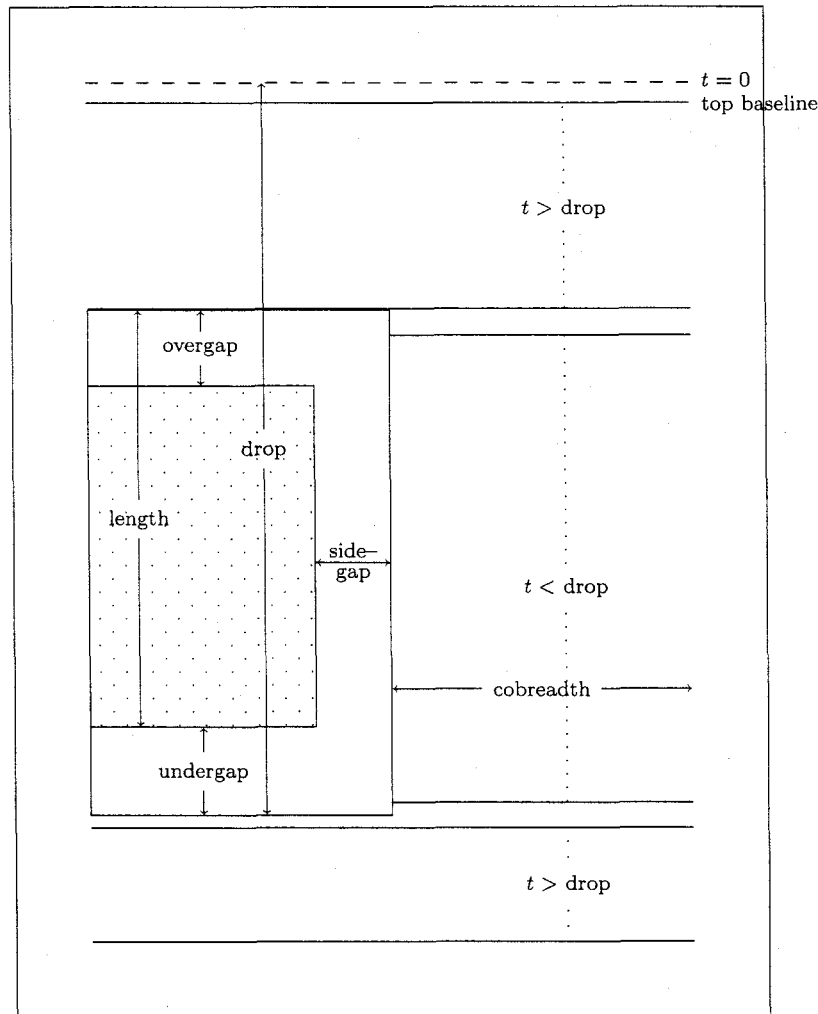 t = 0
top baseline
t > drop
overgap
drop
length
side–
gap
t < drop
cobreadth
undergap
t > drop